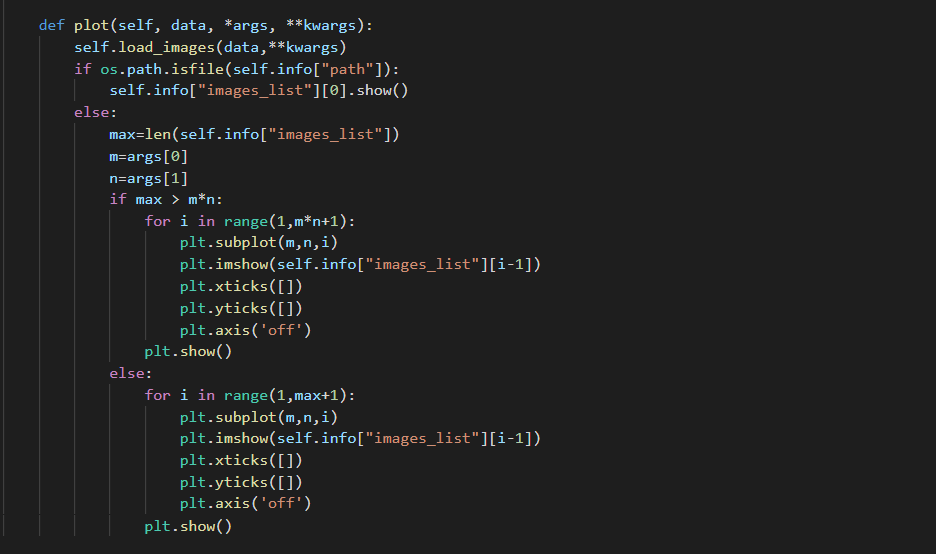 def plot(self, data, *args, **kwargs):
    self.load_images(data,**kwargs)
    if os.path.isfile(self.info["path"]):
        self.info["images_list"][0].show()
    else:
        max=len(self.info["images_list"])
        m=args[0]
        n=args[1]
        if max > m*n:
            for i in range(1,m*n+1):
                plt.subplot(m,n,i)
                plt.imshow(self.info["images_list"][i-1])
                plt.xticks([])
                plt.yticks([])
                plt.axis('off')
            plt.show()
        else:
            for i in range(1,max+1):
                plt.subplot(m,n,i)
                plt.imshow(self.info["images_list"][i-1])
                plt.xticks([])
                plt.yticks([])
                plt.axis('off')
            plt.show()